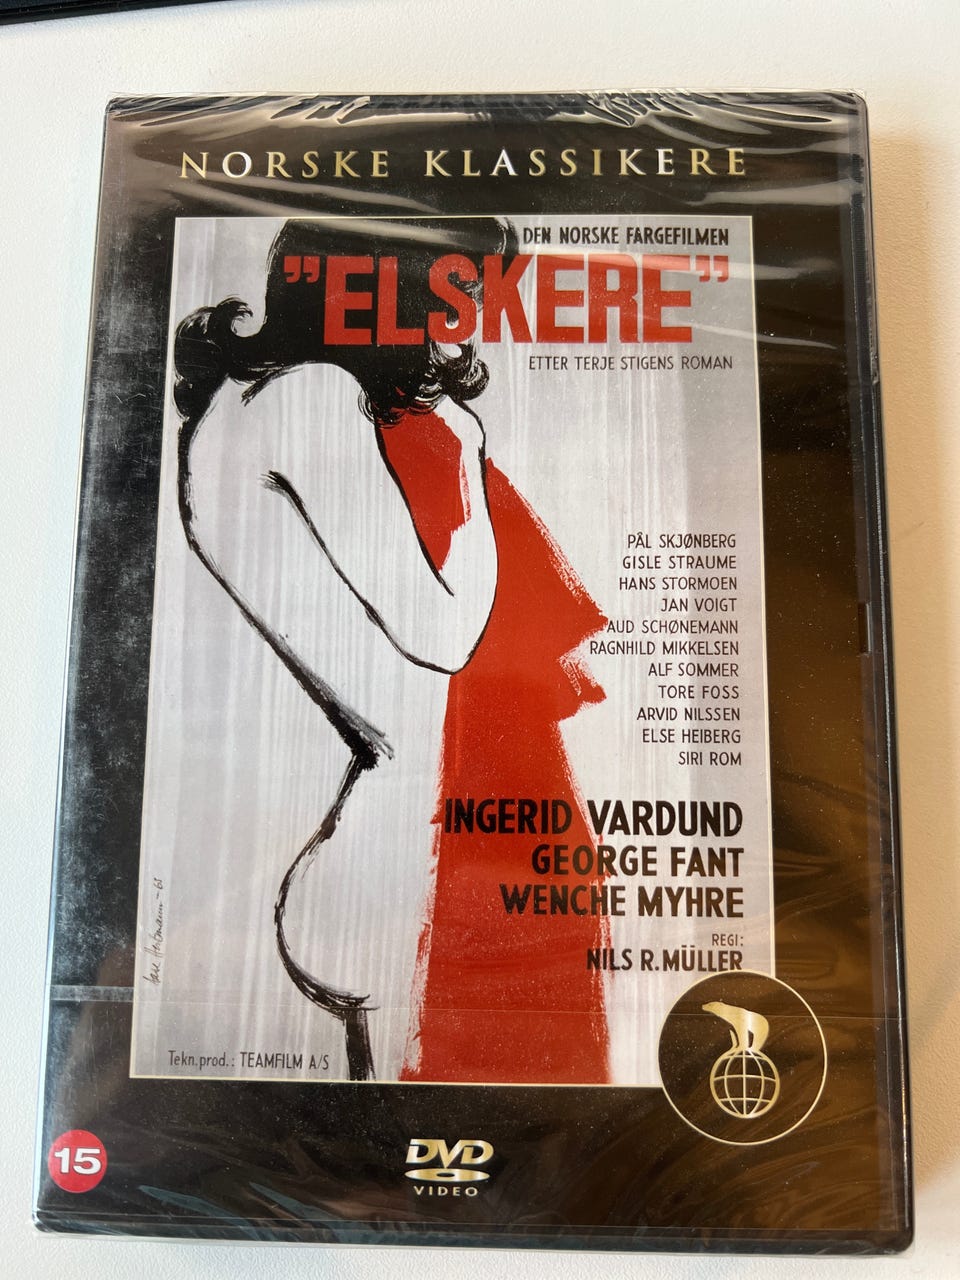 NORSKE KLASSIKERE
DEN NORSKE FARGEFILMEN
"ELSKERE"
ETTER TERJE STIGENS ROMAN
PÅL SKJØNBERG
GISLE STRAUME
HANS STORMOEN
JAN VOIGT
AUD SCHØNEMANN
RAGNHILD MIKKELSEN
ALF SOMMER
TORE FOSS
ARVID NILSSEN
ELSE HEIBERG
SIRI ROM
INGERID VARDUND
GEORGE FANT
WENCHE MYHRE
REGI:
NILS R. MÜLLER
Tekn.prod.: TEAMFILM A/S
15
DVD
VIDEO